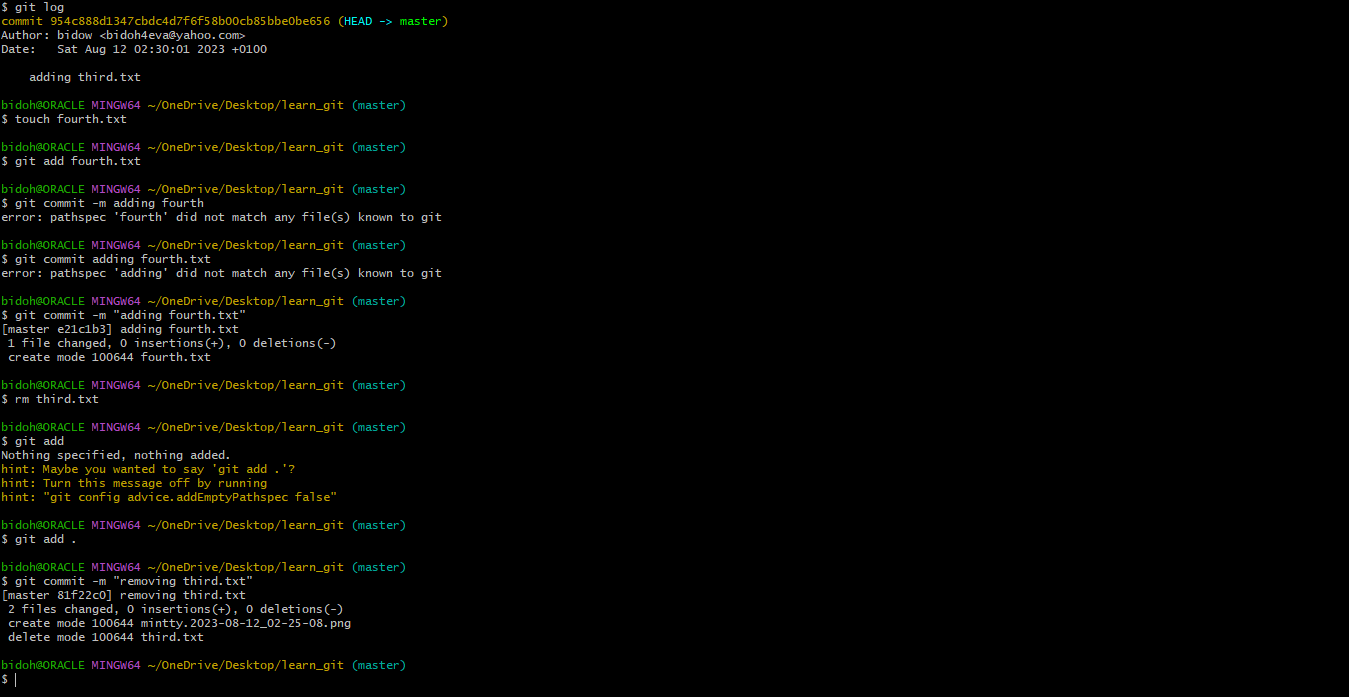 $ git log
commit 954c888d1347cbdc4d7f6f58b00cb85bbe0be656 (HEAD -> master)
Author: bidow <bidoh4eva@yahoo.com>
Date:   Sat Aug 12 02:30:01 2023 +0100

    adding third.txt

bidoh@ORACLE MINGW64 ~/OneDrive/Desktop/learn_git (master)
$ touch fourth.txt

bidoh@ORACLE MINGW64 ~/OneDrive/Desktop/learn_git (master)
$ git add fourth.txt

bidoh@ORACLE MINGW64 ~/OneDrive/Desktop/learn_git (master)
$ git commit -m adding fourth
error: pathspec 'fourth' did not match any file(s) known to git

bidoh@ORACLE MINGW64 ~/OneDrive/Desktop/learn_git (master)
$ git commit adding fourth.txt
error: pathspec 'adding' did not match any file(s) known to git

bidoh@ORACLE MINGW64 ~/OneDrive/Desktop/learn_git (master)
$ git commit -m "adding fourth.txt"
[master e21c1b3] adding fourth.txt
 1 file changed, 0 insertions(+), 0 deletions(-)
 create mode 100644 fourth.txt

bidoh@ORACLE MINGW64 ~/OneDrive/Desktop/learn_git (master)
$ rm third.txt

bidoh@ORACLE MINGW64 ~/OneDrive/Desktop/learn_git (master)
$ git add
Nothing specified, nothing added.
hint: Maybe you wanted to say 'git add .'?
hint: Turn this message off by running
hint: "git config advice.addEmptyPathspec false"

bidoh@ORACLE MINGW64 ~/OneDrive/Desktop/learn_git (master)
$ git add .

bidoh@ORACLE MINGW64 ~/OneDrive/Desktop/learn_git (master)
$ git commit -m "removing third.txt"
[master 81f22c0] removing third.txt
 2 files changed, 0 insertions(+), 0 deletions(-)
 create mode 100644 mintty.2023-08-12_02-25-08.png
 delete mode 100644 third.txt

bidoh@ORACLE MINGW64 ~/OneDrive/Desktop/learn_git (master)
$